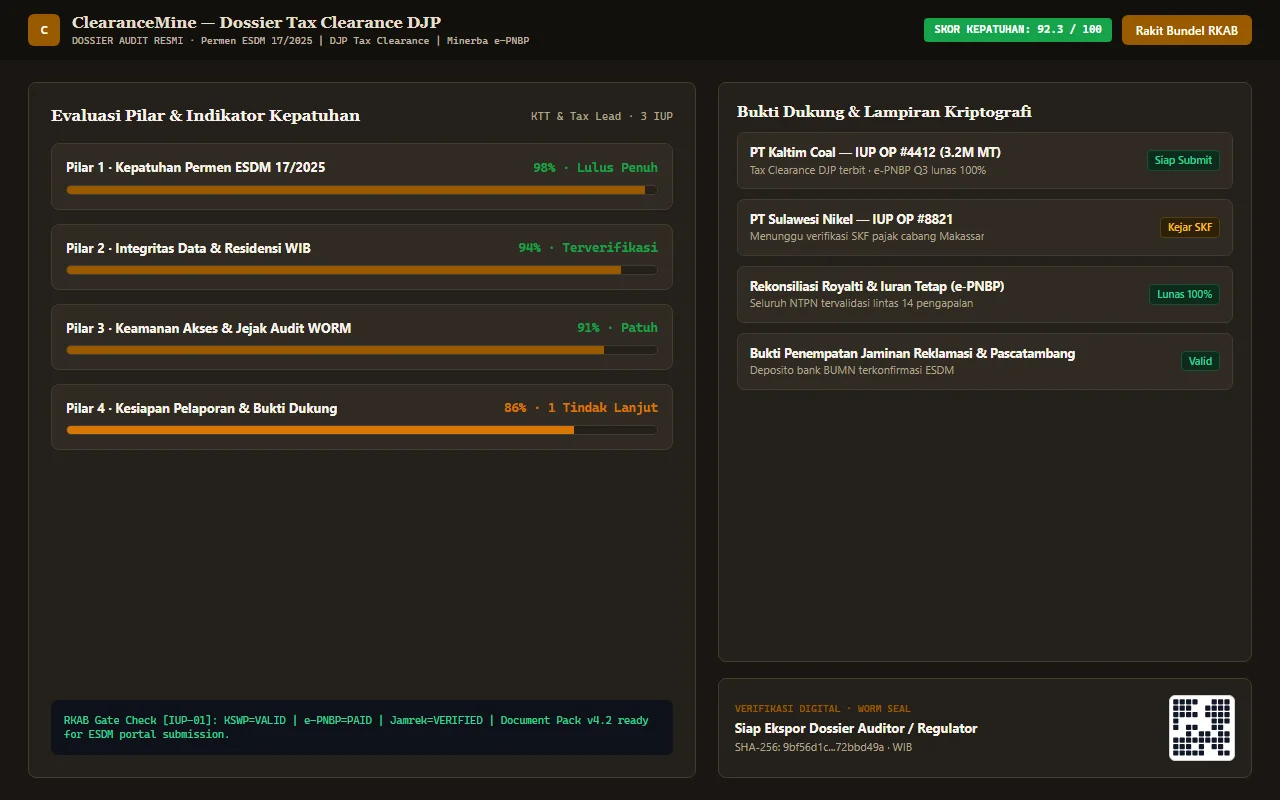 C
ClearanceMine — Dossier Tax Clearance DJP
DOSSIER AUDIT RESMI · Permen ESDM 17/2025 | DJP Tax Clearance | Minerba e-PNBP
SKOR KEPATUHAN: 92.3 / 100
Rakit Bundel RKAB
Evaluasi Pilar & Indikator Kepatuhan
KTT & Tax Lead · 3 IUP
Pilar 1 · Kepatuhan Permen ESDM 17/2025
98% · Lulus Penuh
Pilar 2 · Integritas Data & Residensi WIB
94% · Terverifikasi
Pilar 3 · Keamanan Akses & Jejak Audit WORM
91% · Patuh
Pilar 4 · Kesiapan Pelaporan & Bukti Dukung
86% · 1 Tindak Lanjut
RKAB Gate Check [IUP-01]: KSWP=VALID | e-PNBP=PAID | Jamrek=VERIFIED | Document Pack v4.2 ready
for ESDM portal submission.
Bukti Dukung & Lampiran Kriptografi
PT Kaltim Coal — IUP OP #4412 (3.2M MT)
Tax Clearance DJP terbit · e-PNBP Q3 lunas 100%
Siap Submit
PT Sulawesi Nikel — IUP OP #8821
Menunggu verifikasi SKF pajak cabang Makassar
Kejar SKF
Rekonsiliasi Royalti & Iuran Tetap (e-PNBP)
Seluruh NTPN tervalidasi lintas 14 pengapalan
Lunas 100%
Bukti Penempatan Jaminan Reklamasi & Pascatambang
Deposito bank BUMN terkonfirmasi ESDM
Valid
VERIFIKASI DIGITAL · WORM SEAL
Siap Ekspor Dossier Auditor / Regulator
SHA-256: 9bf56d1c…72bbd49a · WIB